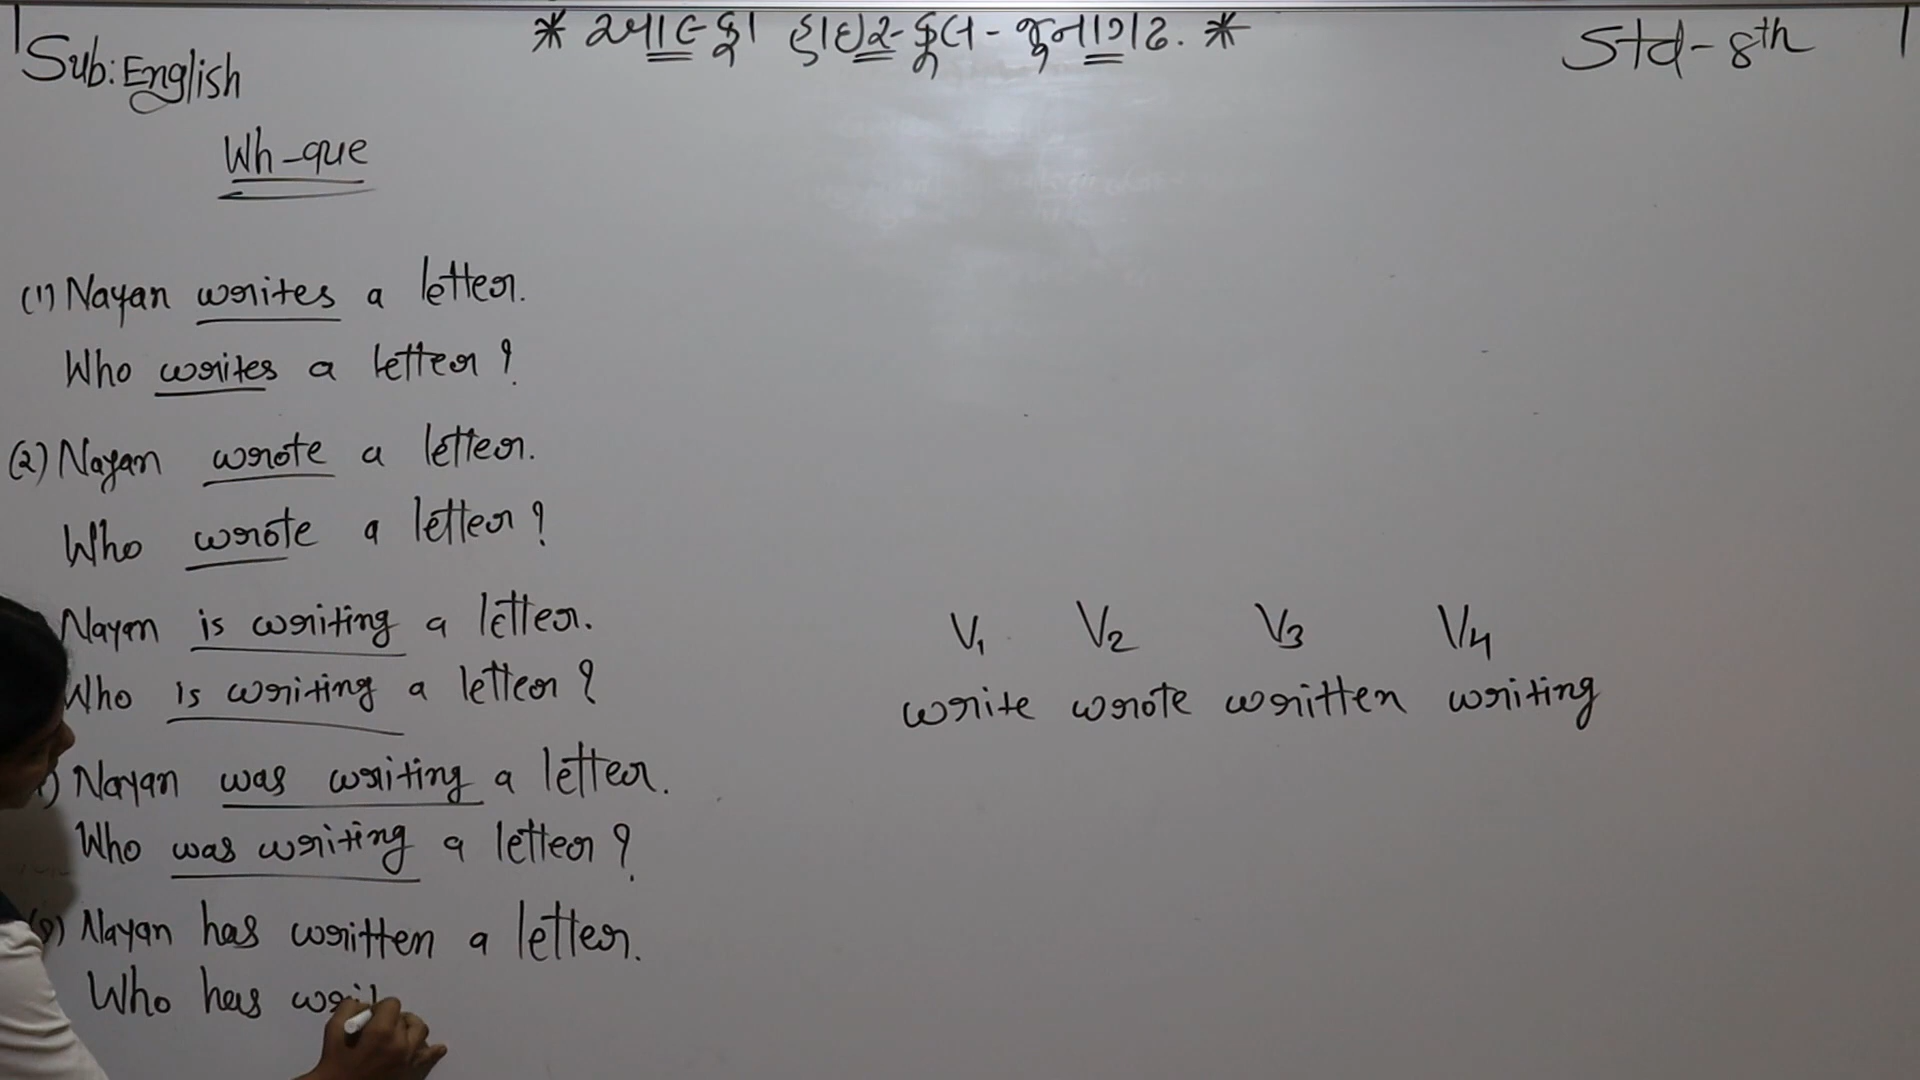 * આલ્ફા હાઇસ્કૂલ - જૂનાગઢ. *
Std - 8th
Sub: English
Wh-que
(1) Nayan writes a letter.
Who writes a letter?
(2) Nayan wrote a letter.
Who wrote a letter?
Nayan is writing a letter.
Who is writing a letter?
) Nayan was writing a letter.
Who was writing a letter?
Nayan has written a letter.
Who has writ
V1 V2 V3 V4
write wrote written writing